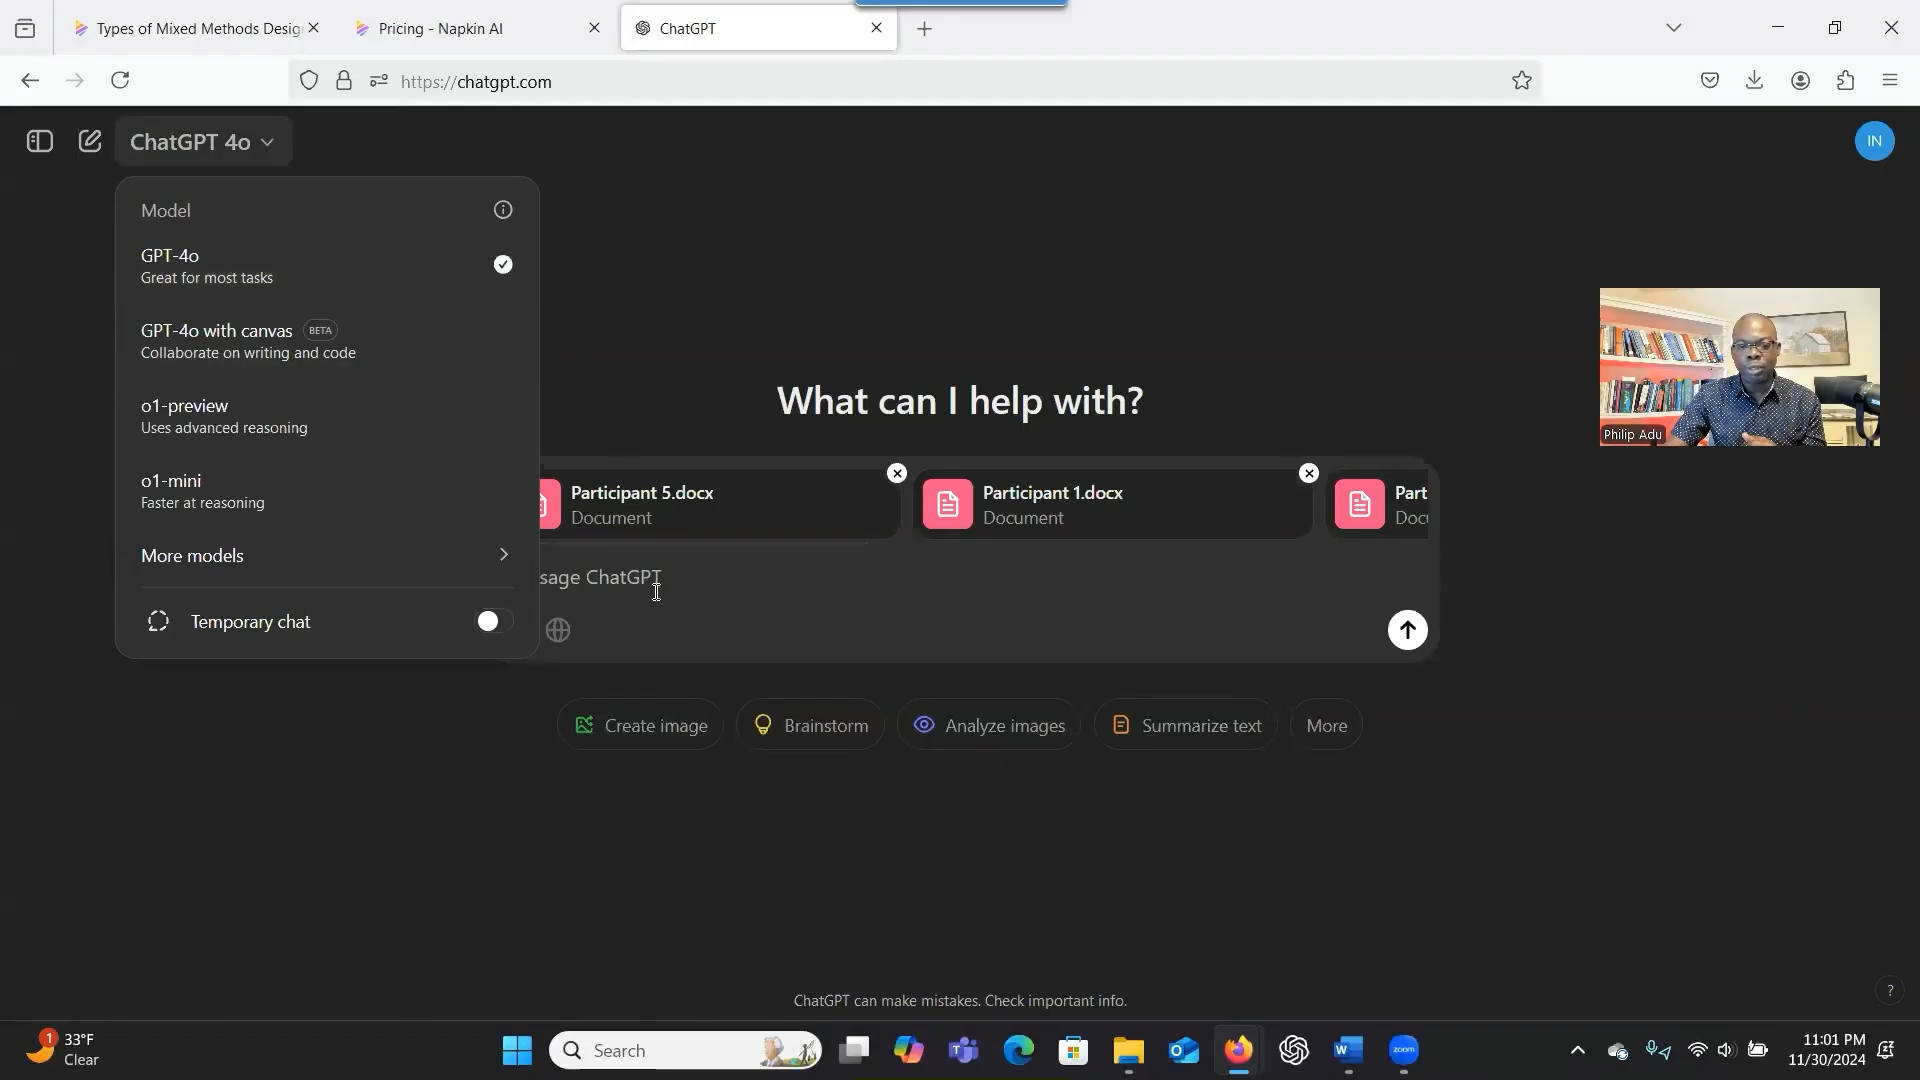 Types of Mixed Methods Desig
Pricing - Napkin AI
ChatGPT
https://chatgpt.com
ChatGPT 4o
IN
Model
GPT-4o
Great for most tasks
GPT-4o with canvas BETA
Collaborate on writing and code
o1-preview
Uses advanced reasoning
o1-mini
Faster at reasoning
More models
Temporary chat
What can I help with?
Philip Adu
Participant 5.docx
Document
Participant 1.docx
Document
Part
Docu
sage ChatGPT
Create image
Brainstorm
Analyze images
Summarize text
More
ChatGPT can make mistakes. Check important info.
?
1
33°F
Clear
Search
zoom
11:01 PM
11/30/2024